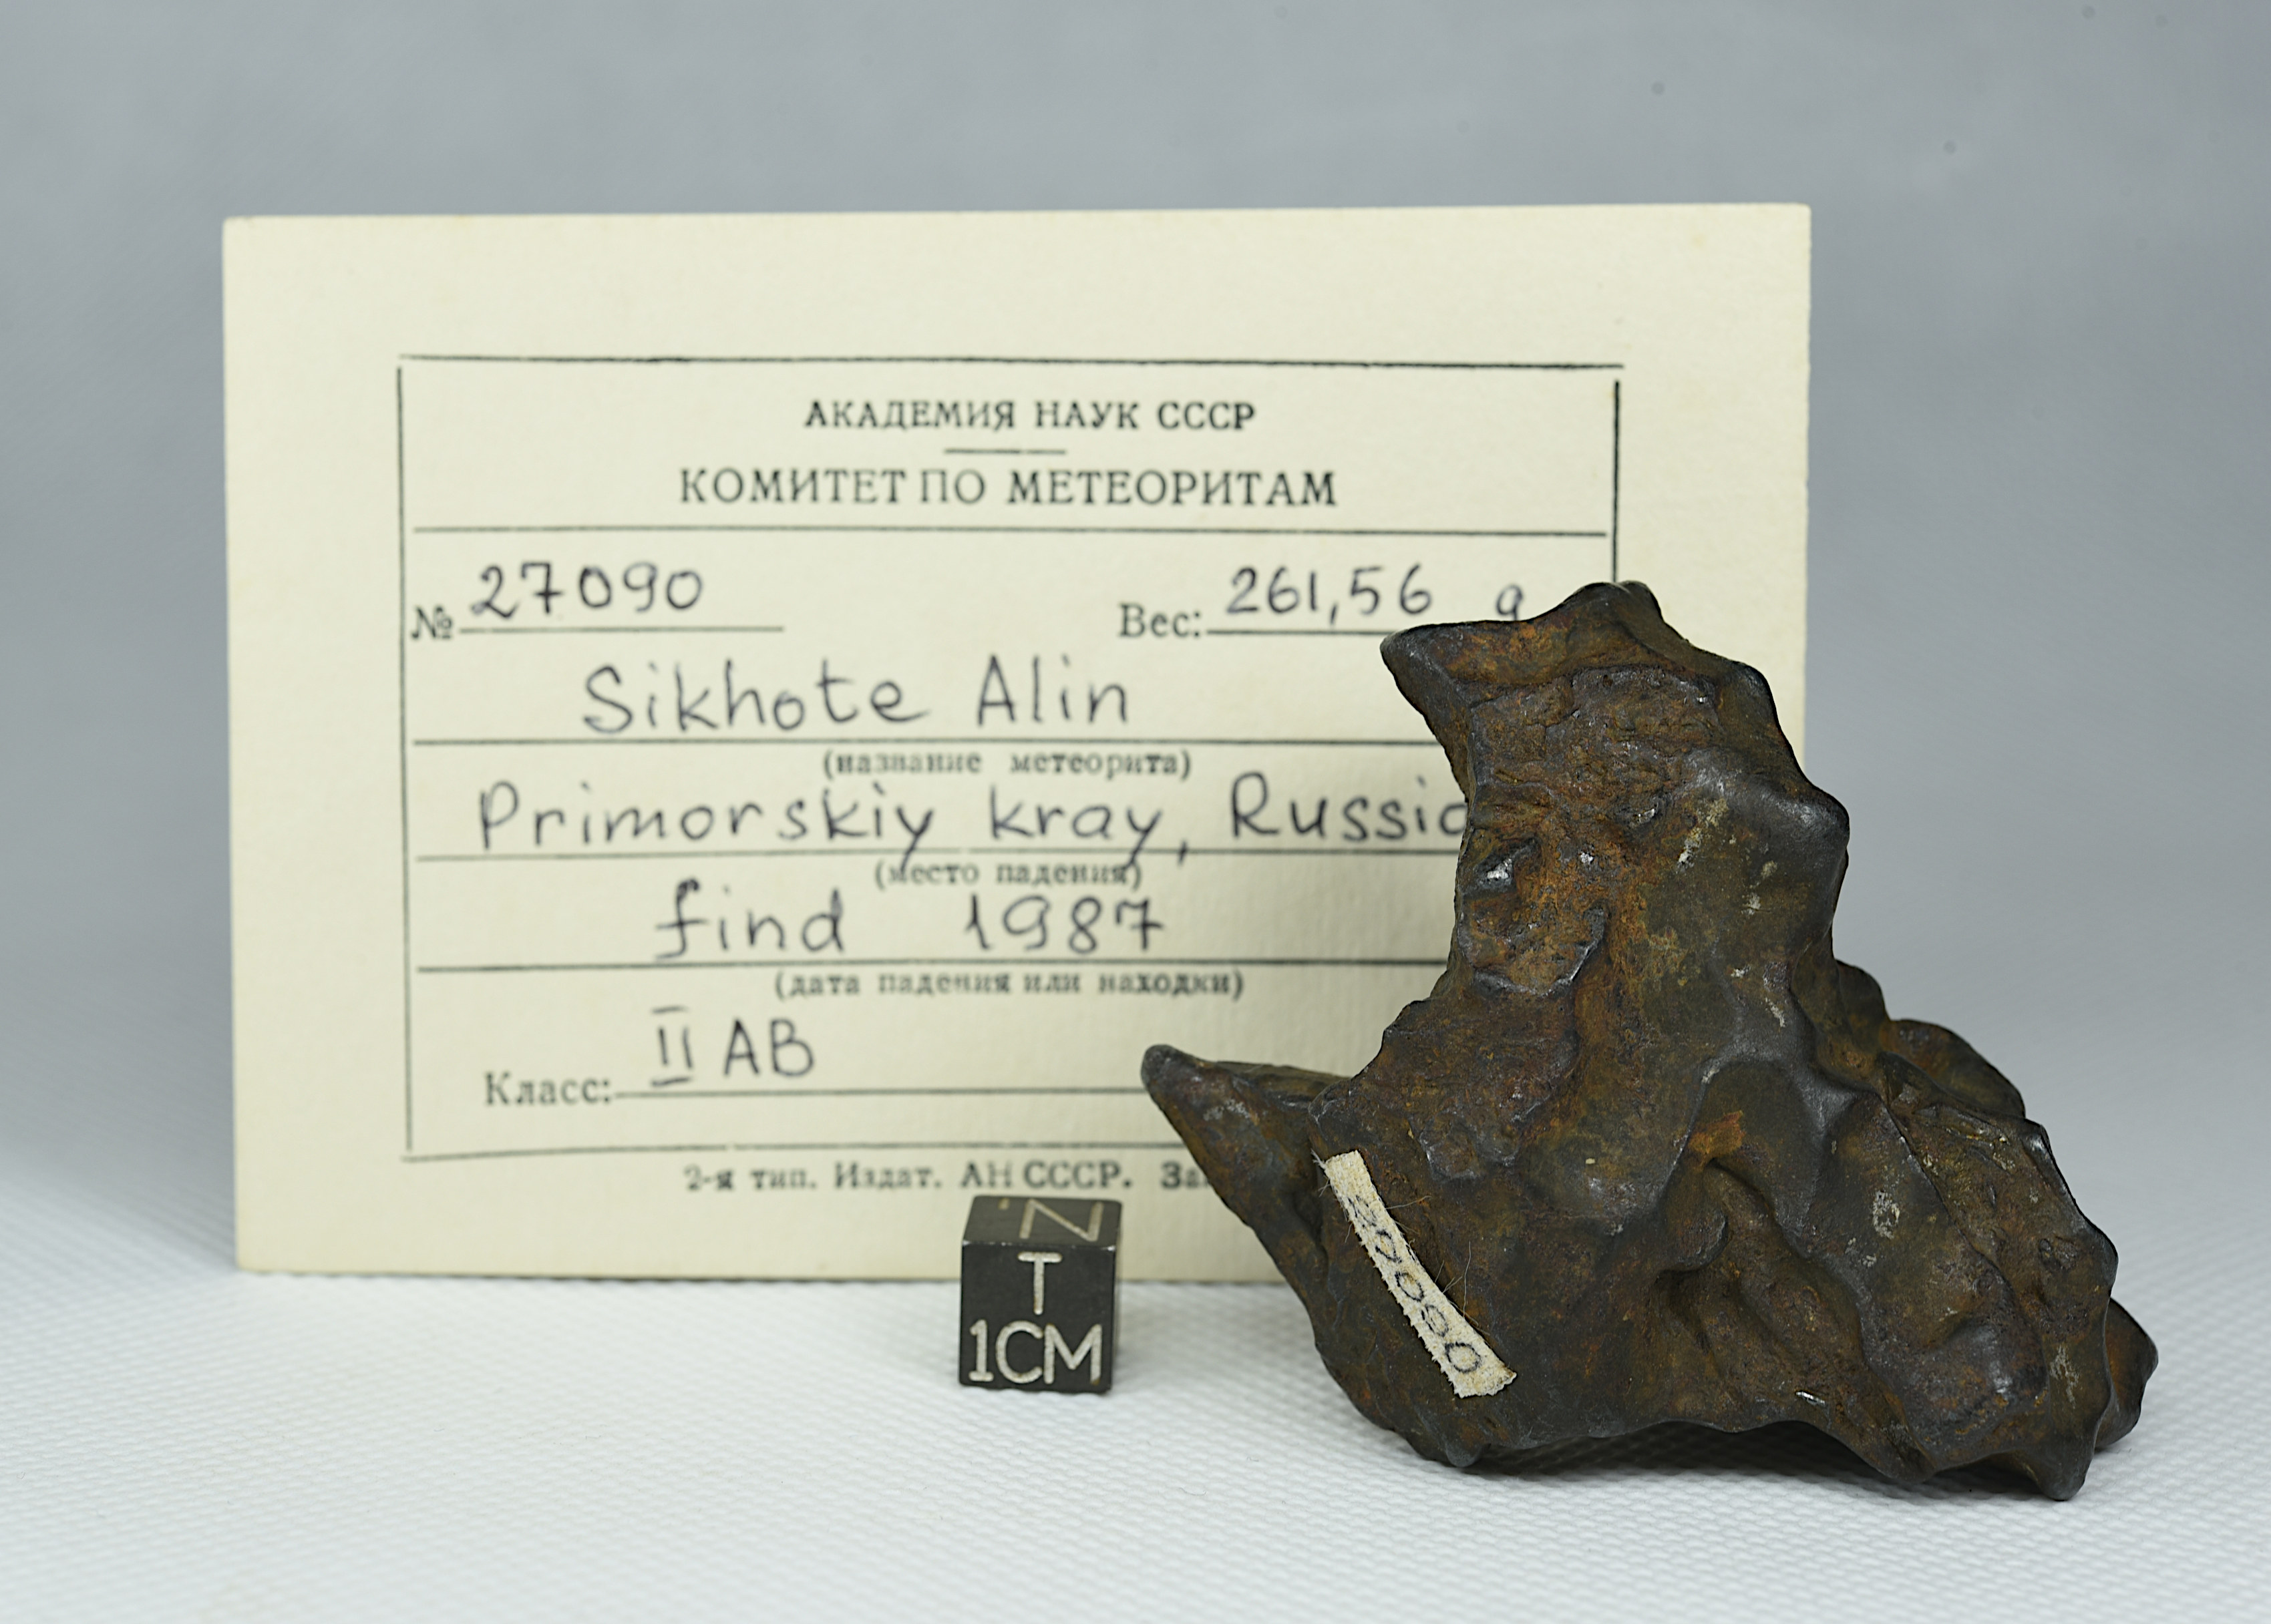 АКАДЕМИЯ НАУК СССР
КОМИТЕТ ПО МЕТЕОРИТАМ
№ 27090 Вес: 261,56 g
Sikhote Alin
(название метеорита)
Primorskiy kray, Russia
(место падения)
find 1987
(дата падения или находки)
Класс: II AB
2-я тип. Издат. АН СССР.
N
T
1CM
27090